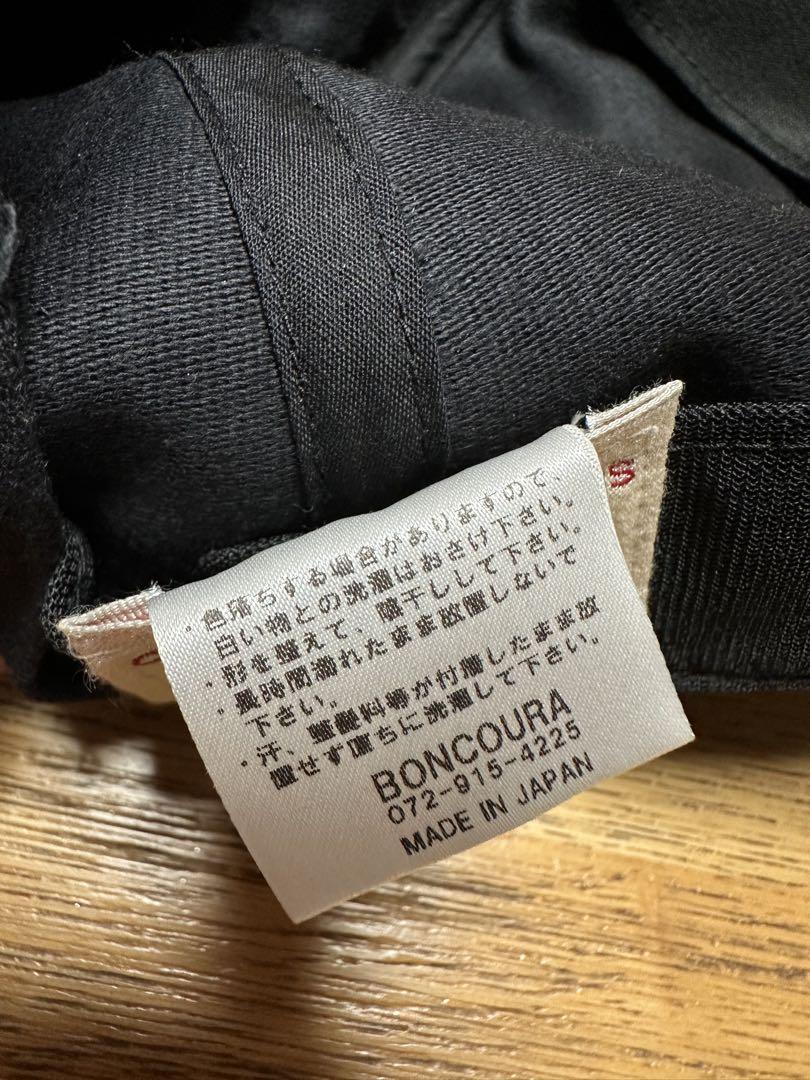 ・色落ちする場合がありますので、
白い物との洗濯はおさけ下さい。
・形を整えて、陰干しして下さい。
・長時間濡れたまま放置しないで
下さい。
・汗、整髪料等が付着したまま放
置せず直ちに洗濯して下さい。
BONCOURA
072-915-4225
MADE IN JAPAN
S